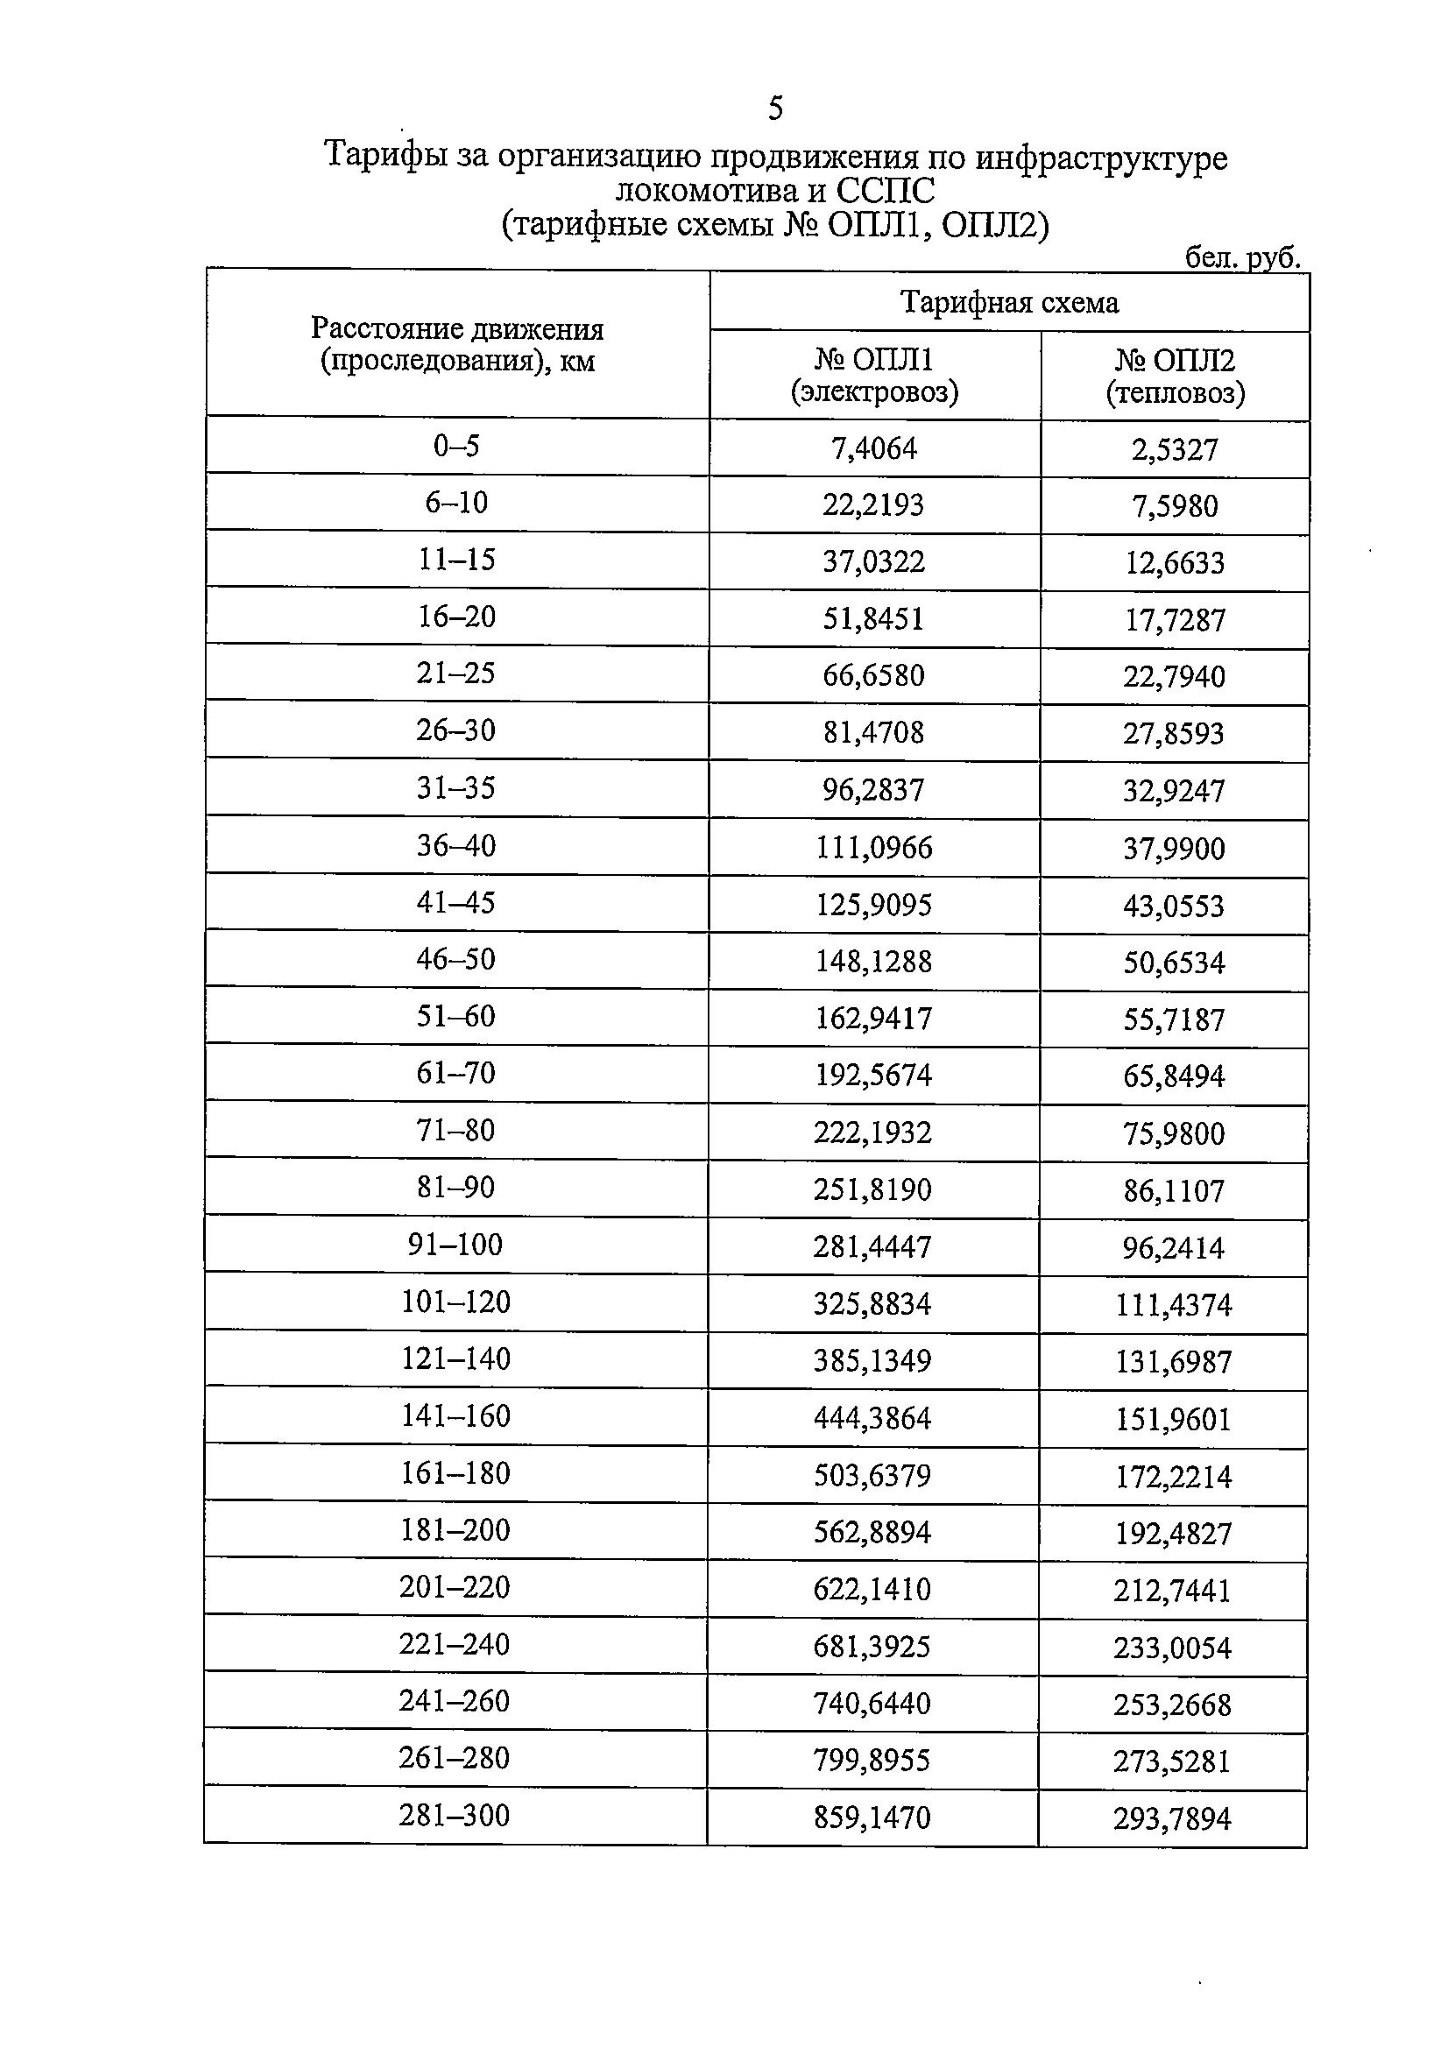 5
Тарифы за организацию продвижения по инфраструктуре
локомотива и ССПС
(тарифные схемы № ОПЛ1, ОПЛ2)
бел. руб.
Расстояние движения
(проследования), км
Тарифная схема
№ ОПЛ1
(электровоз)
№ ОПЛ2
(тепловоз)
0–5 7,4064 2,5327
6–10 22,2193 7,5980
11–15 37,0322 12,6633
16–20 51,8451 17,7287
21–25 66,6580 22,7940
26–30 81,4708 27,8593
31–35 96,2837 32,9247
36–40 111,0966 37,9900
41–45 125,9095 43,0553
46–50 148,1288 50,6534
51–60 162,9417 55,7187
61–70 192,5674 65,8494
71–80 222,1932 75,9800
81–90 251,8190 86,1107
91–100 281,4447 96,2414
101–120 325,8834 111,4374
121–140 385,1349 131,6987
141–160 444,3864 151,9601
161–180 503,6379 172,2214
181–200 562,8894 192,4827
201–220 622,1410 212,7441
221–240 681,3925 233,0054
241–260 740,6440 253,2668
261–280 799,8955 273,5281
281–300 859,1470 293,7894